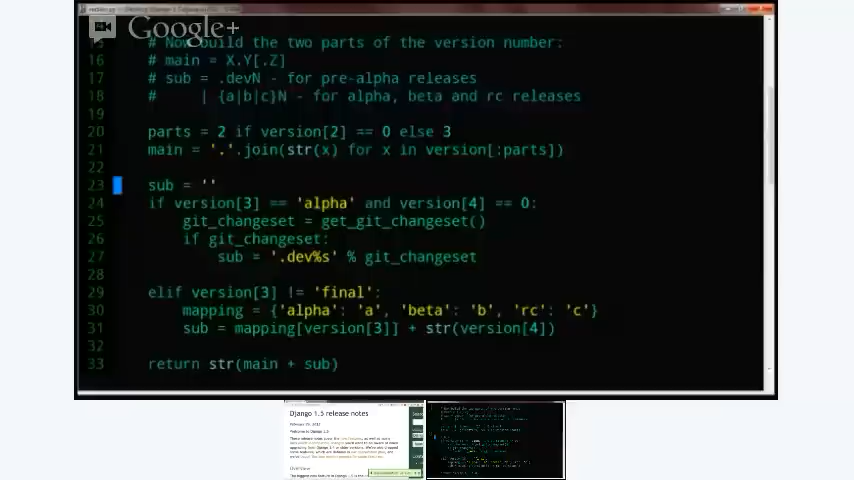 Google+
15 # Now build the two parts of the version number:
16 # main = X.Y[.Z]
17 # sub = .devN - for pre-alpha releases
18 #     | {a|b|c}N - for alpha, beta and rc releases
19
20 parts = 2 if version[2] == 0 else 3
21 main = '.'.join(str(x) for x in version[:parts])
22
23 sub = ''
24 if version[3] == 'alpha' and version[4] == 0:
25     git_changeset = get_git_changeset()
26     if git_changeset:
27         sub = '.dev%s' % git_changeset
28
29 elif version[3] != 'final':
30     mapping = {'alpha': 'a', 'beta': 'b', 'rc': 'c'}
31     sub = mapping[version[3]] + str(version[4])
32
33 return str(main + sub)
Django 1.5 release notes